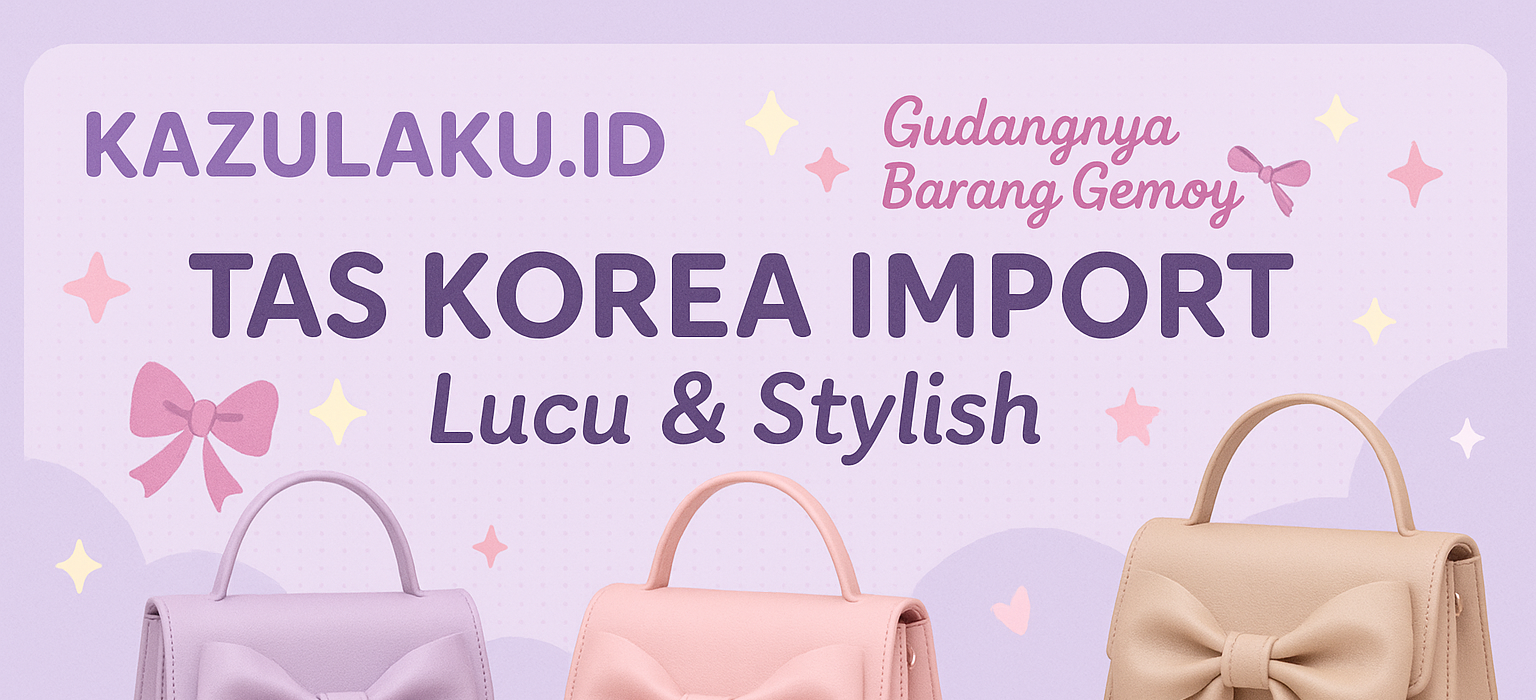 KAZULAKU.ID
Gudangnya
Barang Gemoy
TAS KOREA IMPORT
Lucu & Stylish